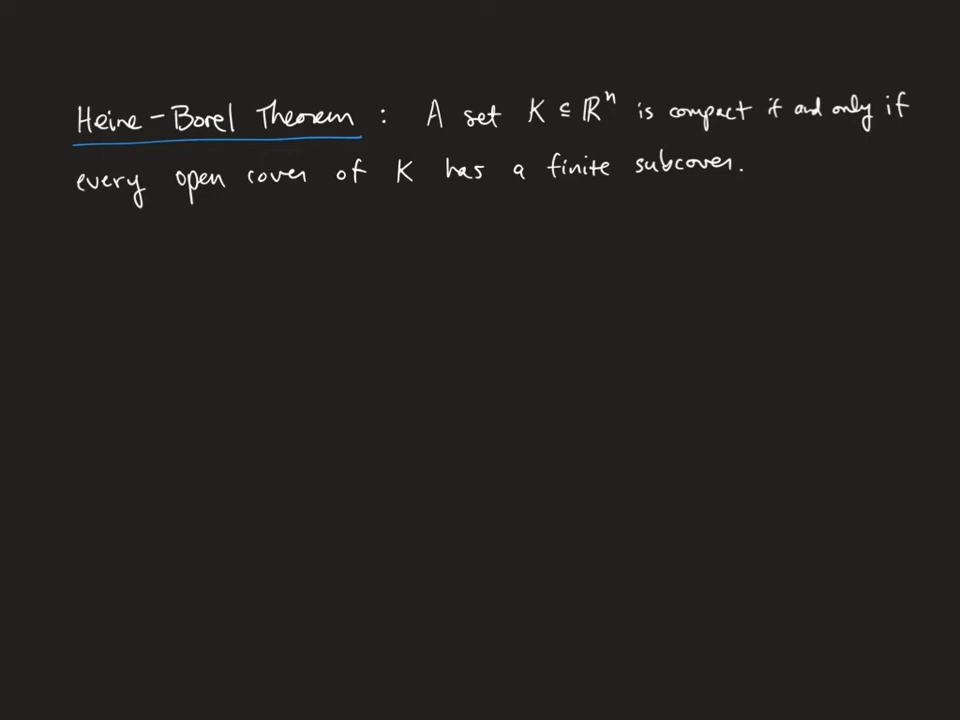 Heine-Borel Theorem : A set K ⊆ ℝⁿ is compact if and only if
every open cover of K has a finite subcover.